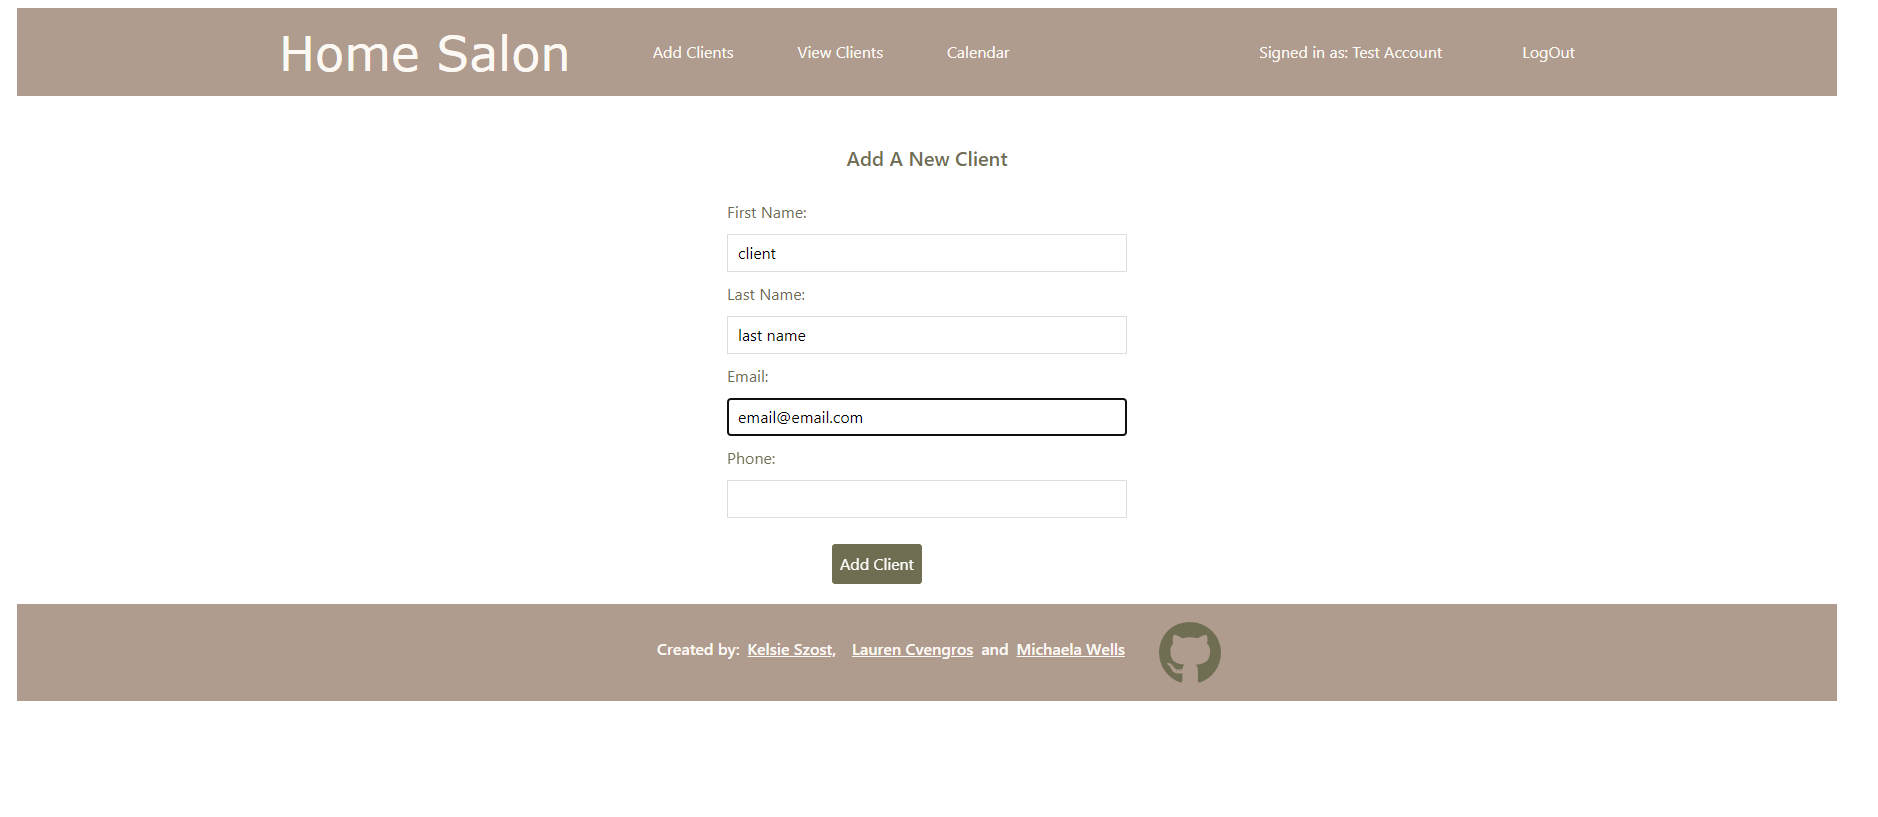 Home Salon Add Clients View Clients Calendar Signed in as: Test Account LogOut
Add A New Client
First Name:
client
Last Name:
last name
Email:
email@email.com
Phone:
Add Client
Created by: Kelsie Szost, Lauren Cvengros and Michaela Wells